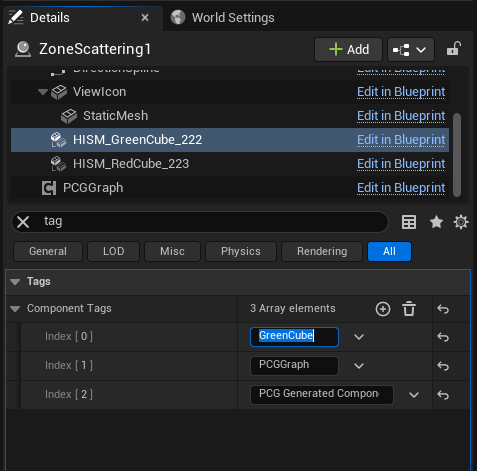 Details
World Settings
ZoneScattering1
Add
DirectionSpline
Edit in Blueprint
ViewIcon
Edit in Blueprint
StaticMesh
Edit in Blueprint
HISM_GreenCube_222
Edit in Blueprint
HISM_RedCube_223
Edit in Blueprint
PCGGraph
Edit in Blueprint
tag
General
LOD
Misc
Physics
Rendering
All
Tags
Component Tags
3 Array elements
Index [ 0 ]
GreenCube
Index [ 1 ]
PCGGraph
Index [ 2 ]
PCG Generated Compon